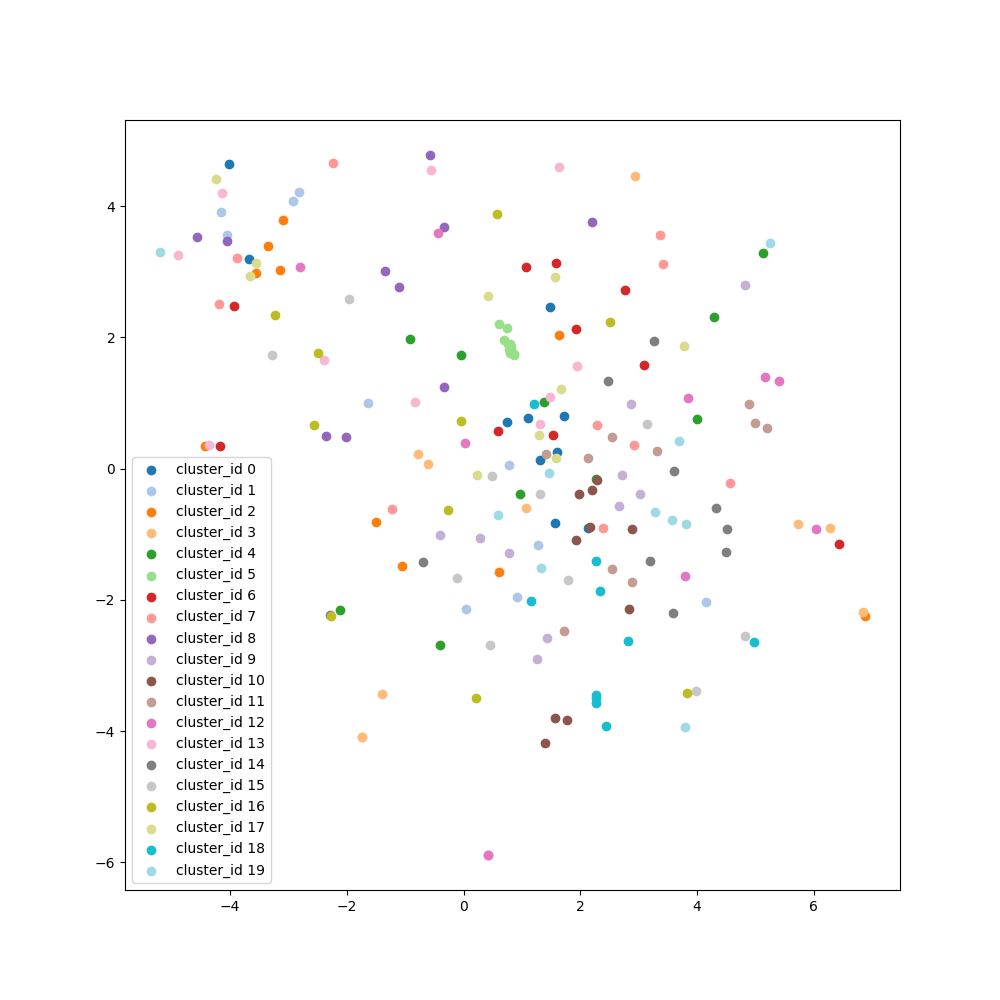 4
2
0
−2
−4
−6
cluster_id 0
cluster_id 1
cluster_id 2
cluster_id 3
cluster_id 4
cluster_id 5
cluster_id 6
cluster_id 7
cluster_id 8
cluster_id 9
cluster_id 10
cluster_id 11
cluster_id 12
cluster_id 13
cluster_id 14
cluster_id 15
cluster_id 16
cluster_id 17
cluster_id 18
cluster_id 19
−4 −2 0 2 4 6